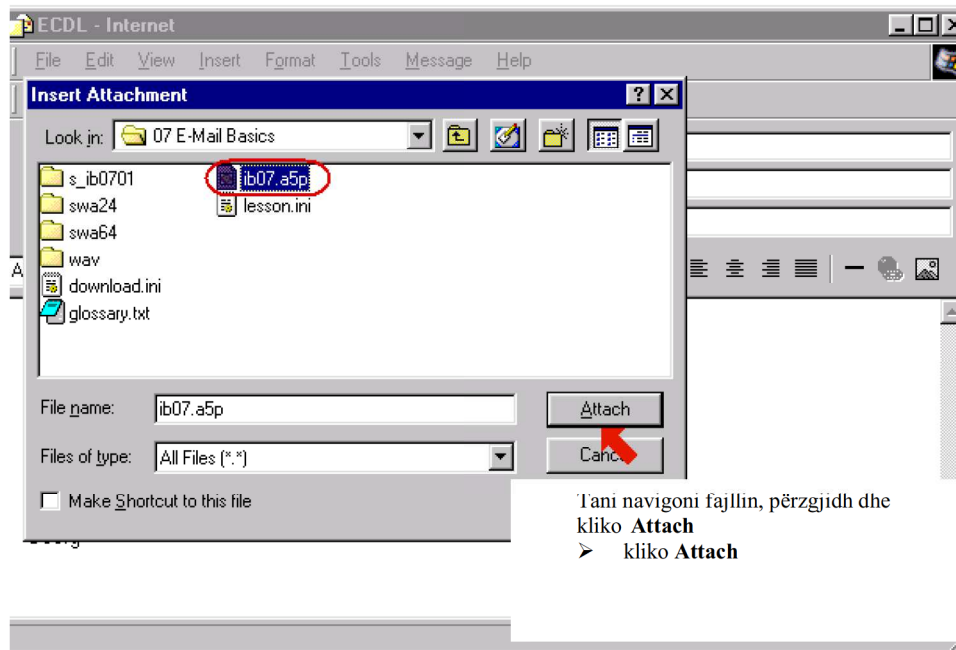 ECDL - Internet
File Edit View Insert Format Tools Message Help
Insert Attachment
Look in: 07 E-Mail Basics
s_ib0701
swa24
swa64
wav
download.ini
glossary.txt
ib07.a5p
lesson.ini
A
File name: ib07.a5p
Attach
Files of type: All Files (*.*)
Make Shortcut to this file
Tani navigoni fajllin, përzgjidh dhe
kliko Attach
➢ kliko Attach